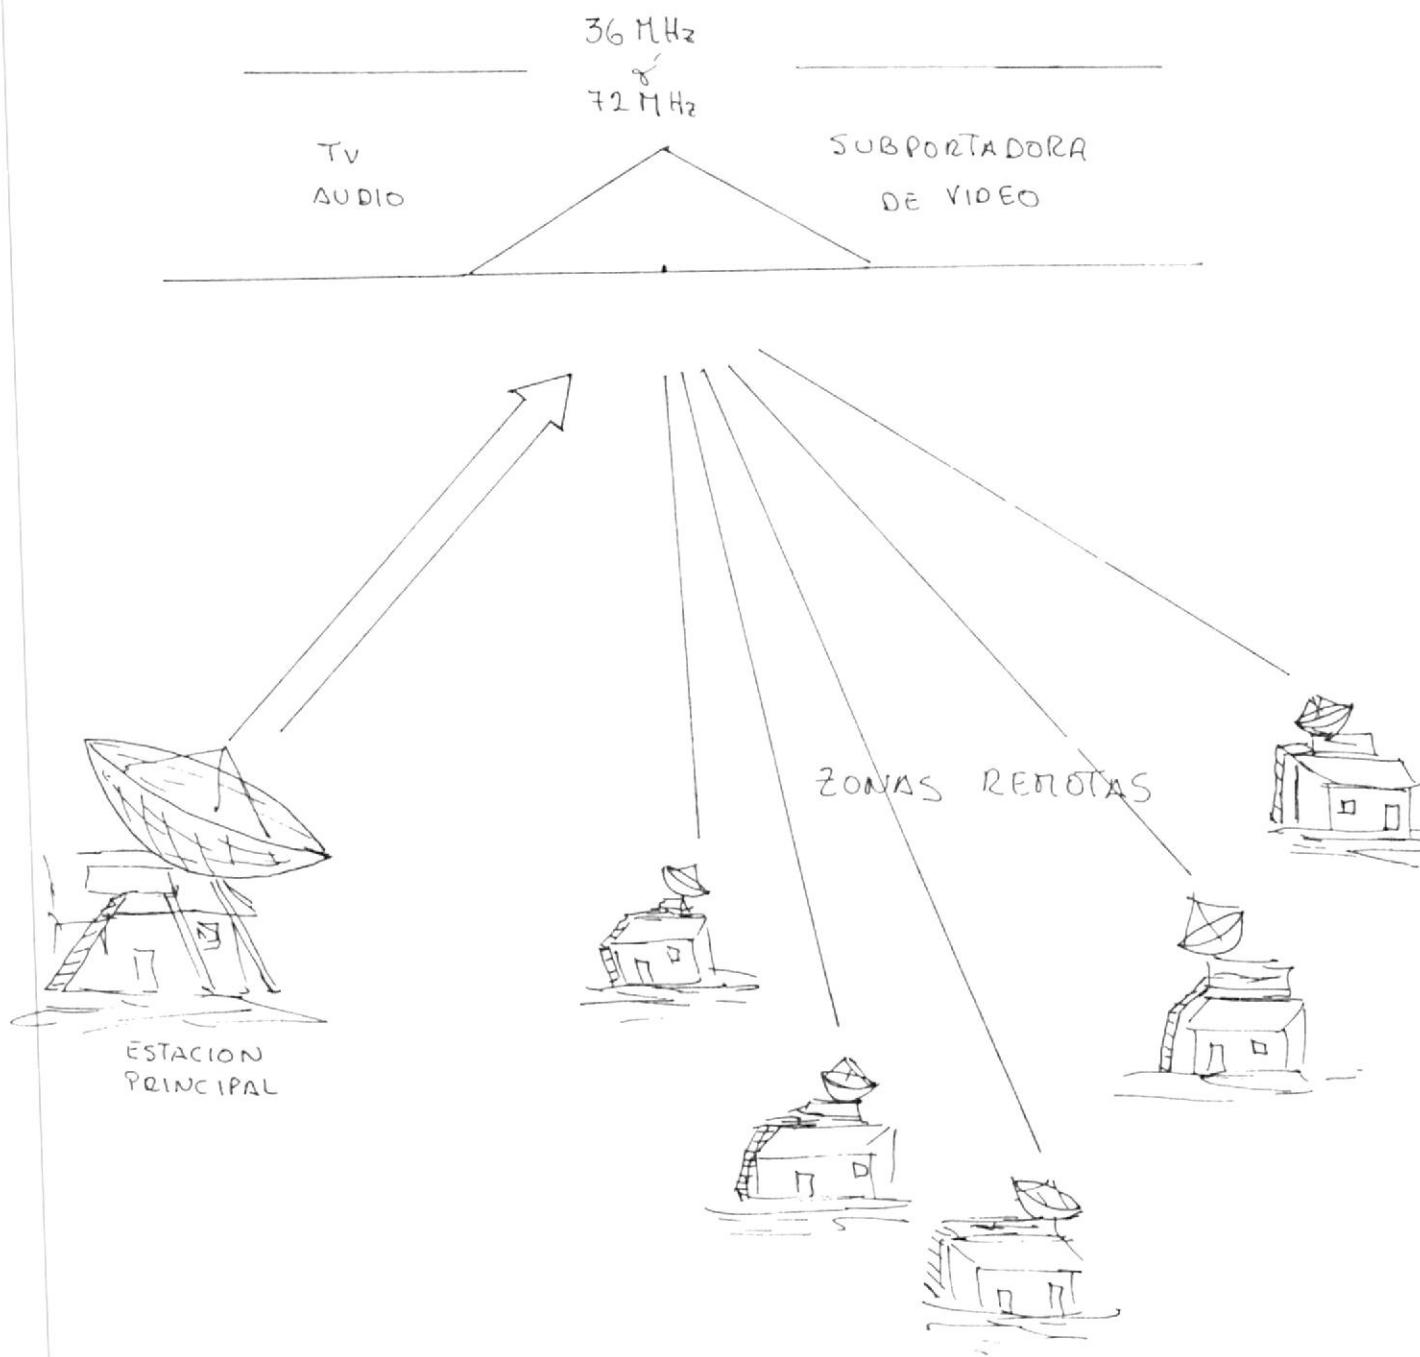 36 MHz
ó
72 MHz
TV
AUDIO
SUBPORTADORA
DE VIDEO
ZONAS REMOTAS
ESTACION
PRINCIPAL